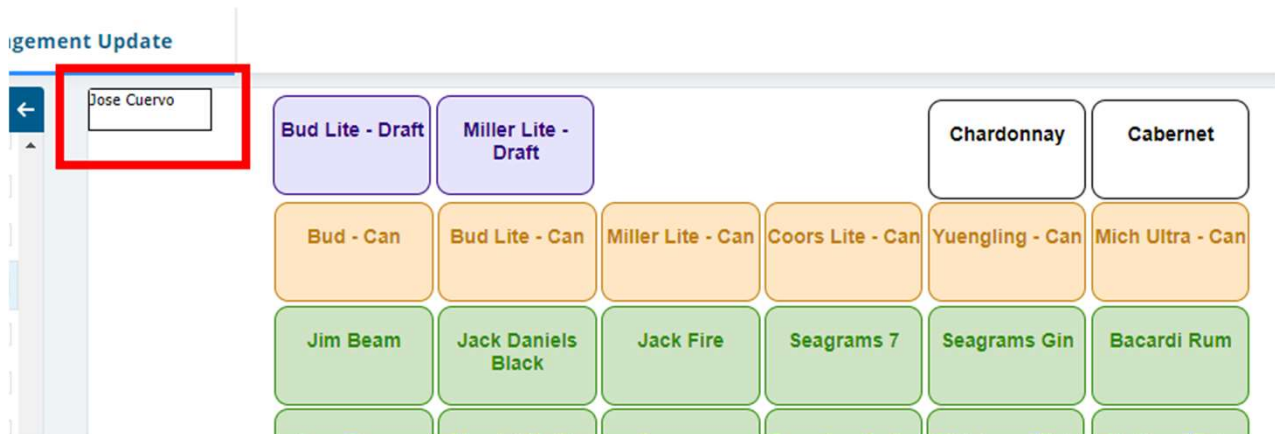 gement Update
Jose Cuervo
Bud Lite - Draft
Miller Lite -
Draft
Chardonnay
Cabernet
Bud - Can
Bud Lite - Can
Miller Lite - Can
Coors Lite - Can
Yuengling - Can
Mich Ultra - Can
Jim Beam
Jack Daniels
Black
Jack Fire
Seagrams 7
Seagrams Gin
Bacardi Rum